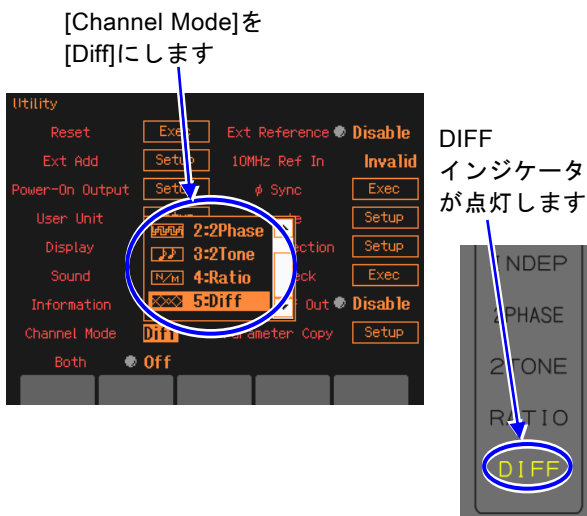 [Channel Mode]を
[Diff]にします
Utility
Reset
Exec
Ext Reference
Disable
Ext Add
Setup
10MHz Ref In
Invalid
Power-On Output
ø Sync
Exec
User Unit
Setup
Display
Setup
Sound
Exec
Information
Out
Disable
Channel Mode
Diff
Parameter Copy
Setup
Both
Off
2:2Phase
3:2Tone
N/M 4:Ratio
5:Diff
DIFF
インジケータ
が点灯します
2PHASE
2TONE
RATIO
DIFF